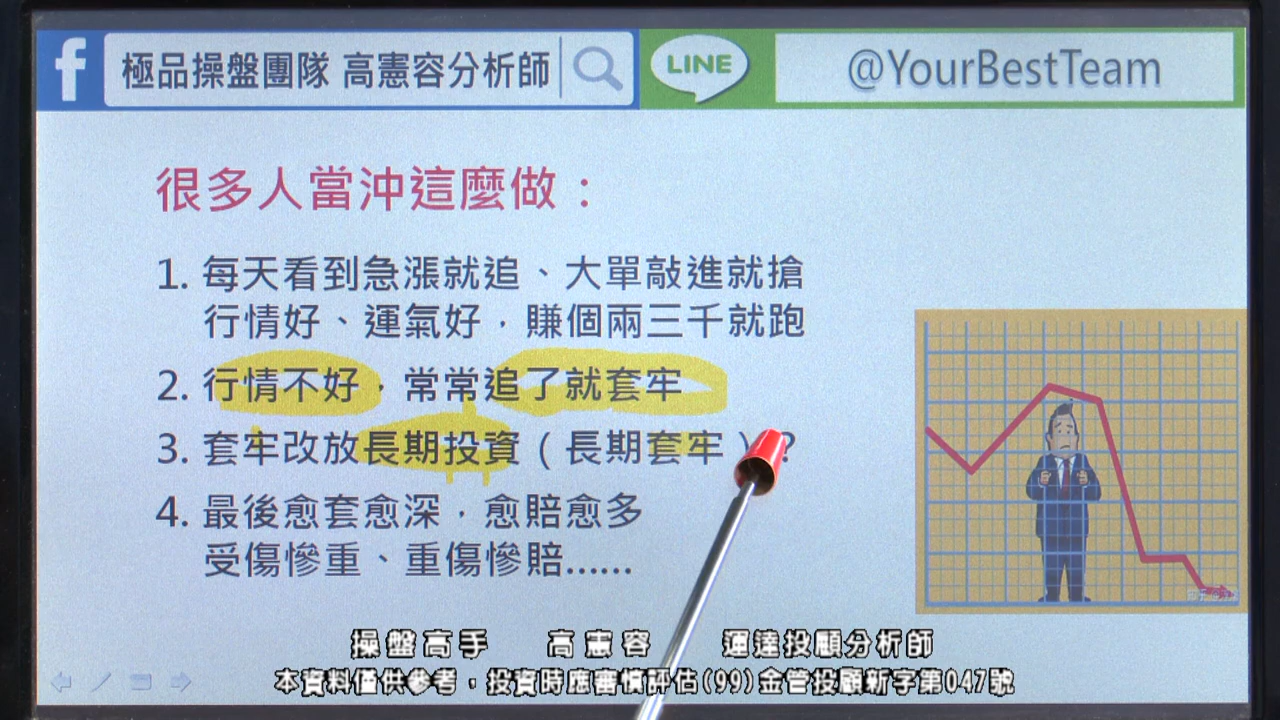 f 極品操盤團隊 高憲容分析師 LINE @YourBestTeam
很多人當沖這麼做：
1. 每天看到急漲就追、大單敲進就搶
行情好、運氣好，賺個兩三千就跑
2. 行情不好，常常追了就套牢
3. 套牢改放長期投資（長期套牢）？
4. 最後愈套愈深，愈賠愈多
受傷慘重、重傷慘賠......
操盤高手 高憲容 運達投顧分析師
本資料僅供參考，投資時應審慎評估(99)金管投顧新字第047號